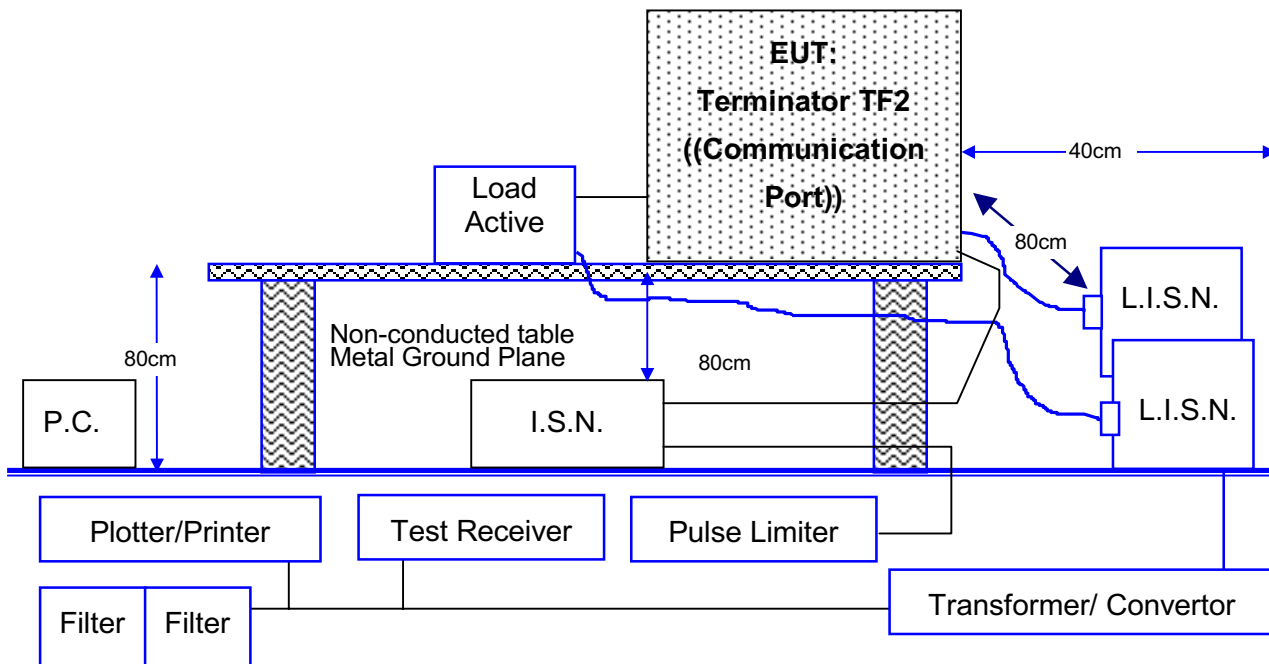 EUT:
Terminator TF2
((Communication
Port))
40cm
Load
Active
80cm
L.I.S.N.
Non-conducted table
Metal Ground Plane
80cm
80cm
L.I.S.N.
P.C.
I.S.N.
Plotter/Printer
Test Receiver
Pulse Limiter
Filter
Filter
Transformer/ Convertor